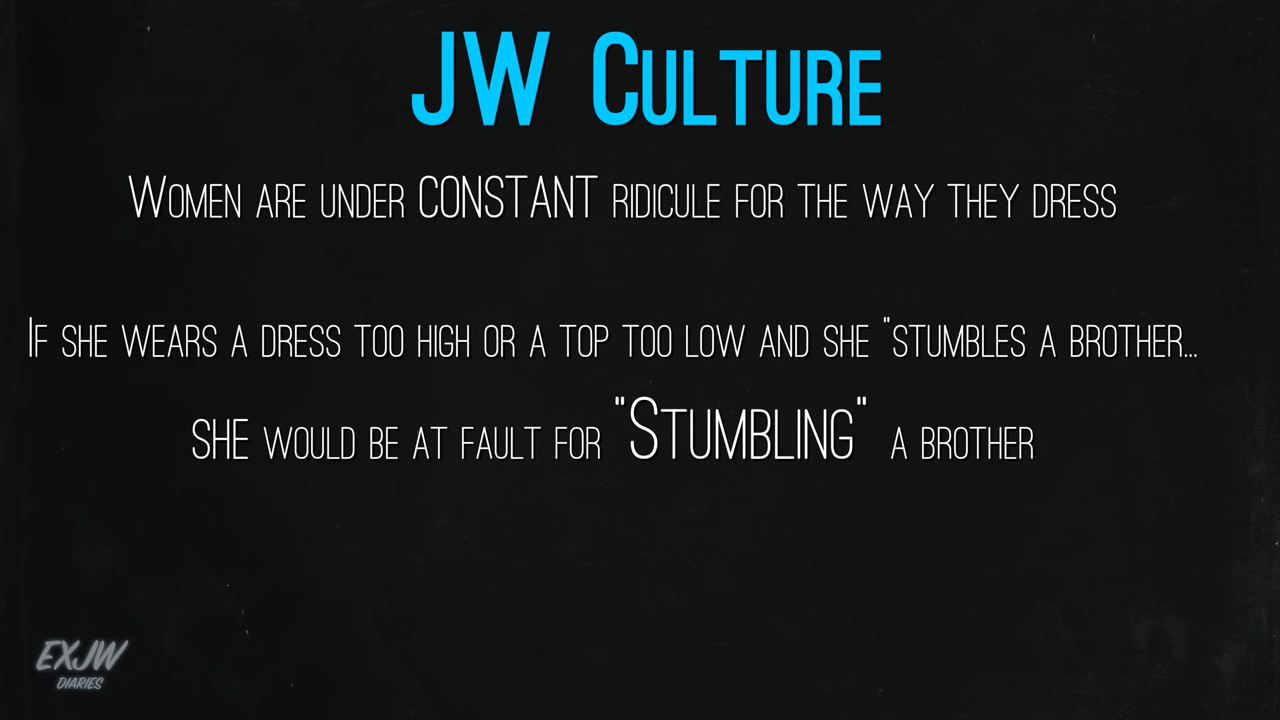 JW Culture
Women are under CONSTANT ridicule for the way they dress
If she wears a dress too high or a top too low and she "stumbles a brother...
SHE would be at fault for "Stumbling" a brother
EXJW
DIARIES